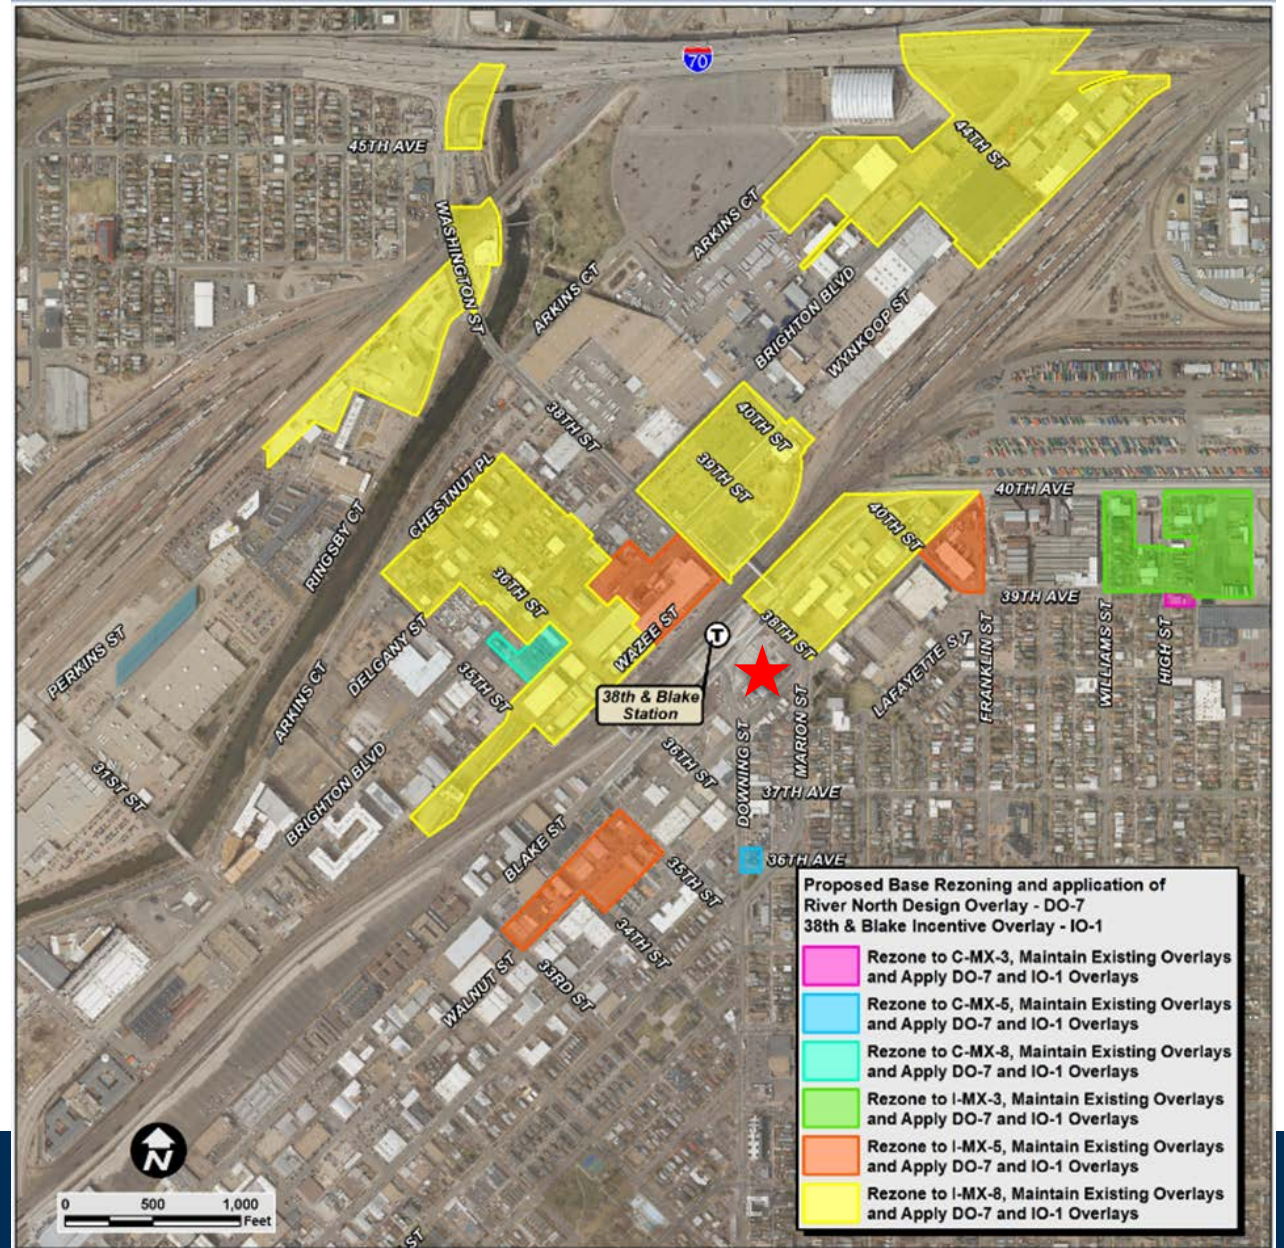 70
44TH ST
45TH AVE
ARKINS CT
WASHINGTON ST
ARKINS CT
BRIGHTON BLVD
WYNKOOP ST
38TH ST
40TH ST
39TH ST
CHESTNUT PL
40TH AVE
40TH ST
RINGSBY CT
36TH ST
39TH AVE
38TH ST
WAZEE ST
T
PERKINS ST
DELGANY ST
ARKINS CT
35TH ST
38th & Blake
Station
LAFAYETTE ST
FRANKLIN ST
WILLIAMS ST
HIGH ST
MARION ST
DOWNING ST
36TH ST
37TH AVE
31ST ST
BRIGHTON BLVD
BLAKE ST
35TH ST
36TH AVE
34TH ST
33RD ST
WALNUT ST
ST
Proposed Base Rezoning and application of
River North Design Overlay - DO-7
38th & Blake Incentive Overlay - IO-1
Rezone to C-MX-3, Maintain Existing Overlays
and Apply DO-7 and IO-1 Overlays
Rezone to C-MX-5, Maintain Existing Overlays
and Apply DO-7 and IO-1 Overlays
Rezone to C-MX-8, Maintain Existing Overlays
and Apply DO-7 and IO-1 Overlays
Rezone to I-MX-3, Maintain Existing Overlays
and Apply DO-7 and IO-1 Overlays
Rezone to I-MX-5, Maintain Existing Overlays
and Apply DO-7 and IO-1 Overlays
Rezone to I-MX-8, Maintain Existing Overlays
and Apply DO-7 and IO-1 Overlays
N
0 500 1,000
Feet